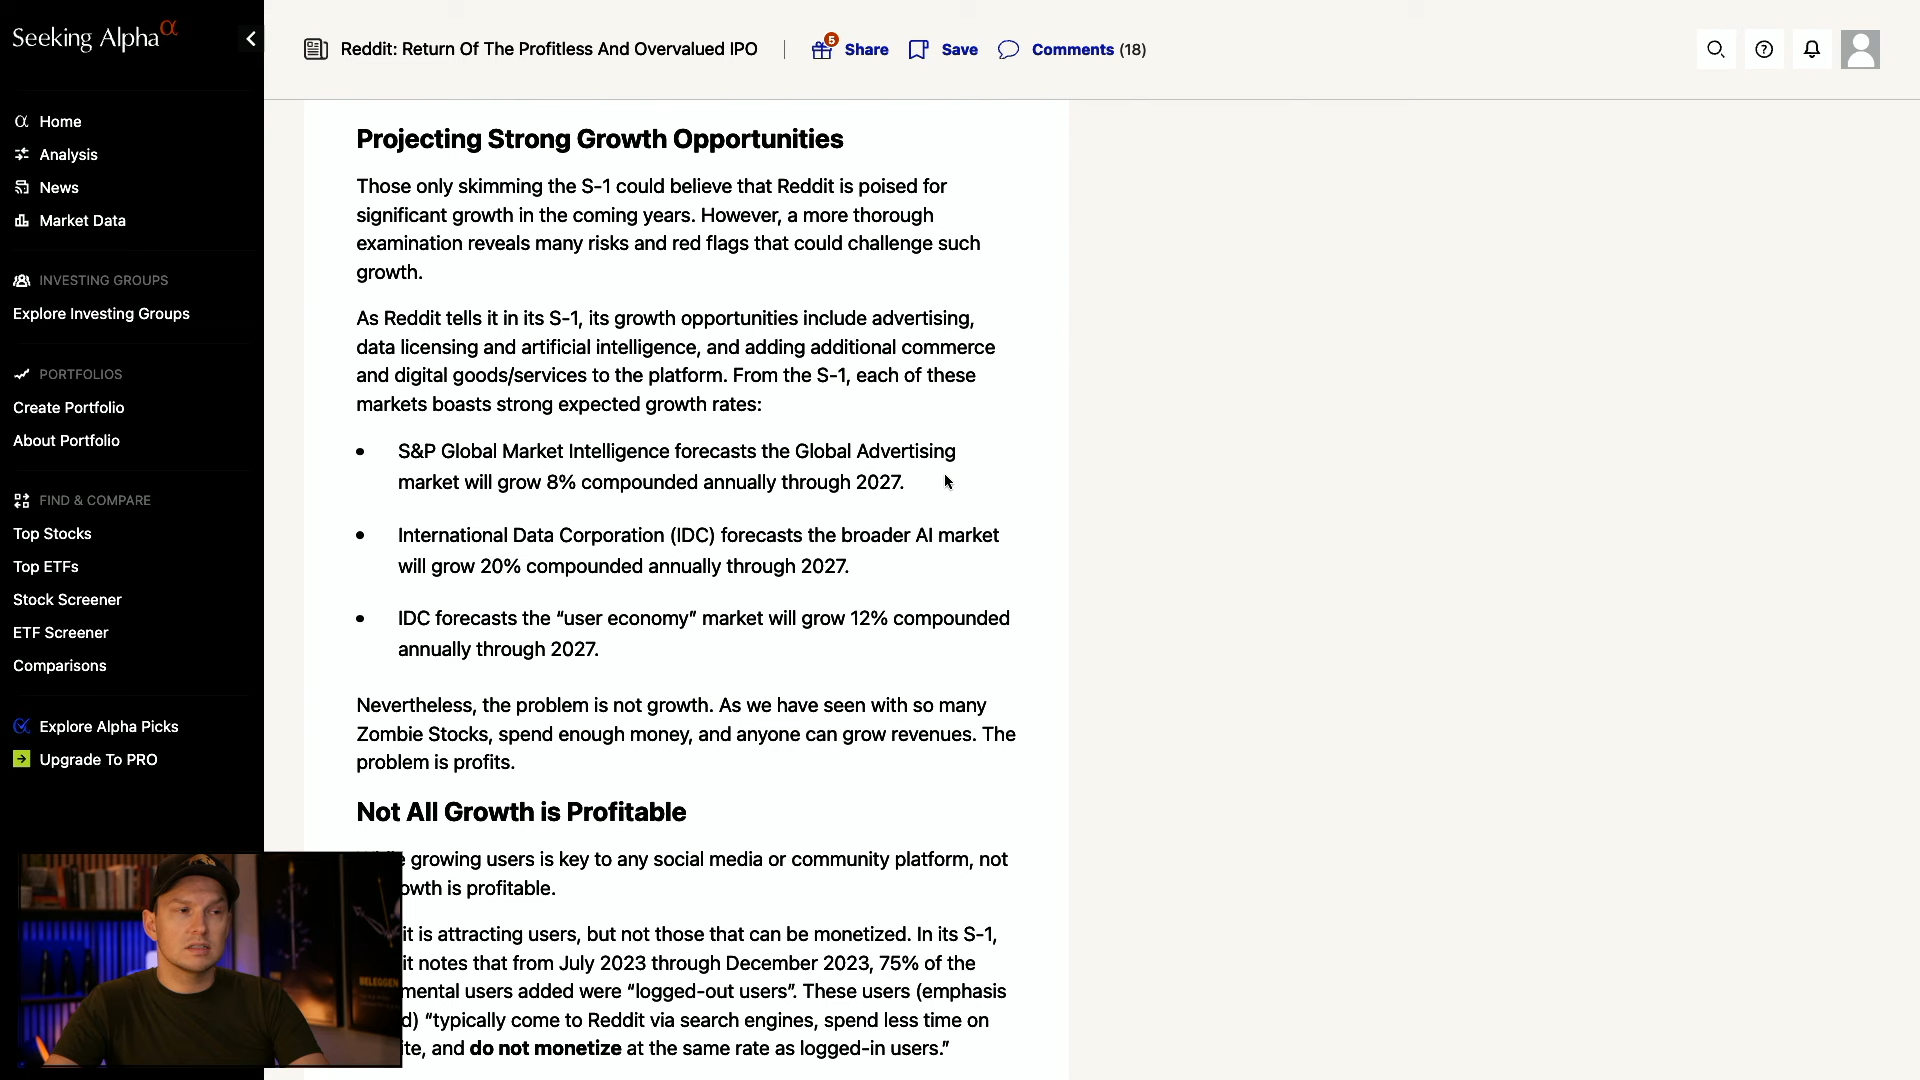 Seeking Alpha α
Reddit: Return Of The Profitless And Overvalued IPO
5
Share
Save
Comments (18)
Home
Analysis
News
Market Data
INVESTING GROUPS
Explore Investing Groups
PORTFOLIOS
Create Portfolio
About Portfolio
FIND & COMPARE
Top Stocks
Top ETFs
Stock Screener
ETF Screener
Comparisons
Explore Alpha Picks
Upgrade To PRO
Projecting Strong Growth Opportunities
Those only skimming the S-1 could believe that Reddit is poised for
significant growth in the coming years. However, a more thorough
examination reveals many risks and red flags that could challenge such
growth.
As Reddit tells it in its S-1, its growth opportunities include advertising,
data licensing and artificial intelligence, and adding additional commerce
and digital goods/services to the platform. From the S-1, each of these
markets boasts strong expected growth rates:
• S&P Global Market Intelligence forecasts the Global Advertising
market will grow 8% compounded annually through 2027.
• International Data Corporation (IDC) forecasts the broader AI market
will grow 20% compounded annually through 2027.
• IDC forecasts the “user economy” market will grow 12% compounded
annually through 2027.
Nevertheless, the problem is not growth. As we have seen with so many
Zombie Stocks, spend enough money, and anyone can grow revenues. The
problem is profits.
Not All Growth is Profitable
growing users is key to any social media or community platform, not
owth is profitable.
it is attracting users, but not those that can be monetized. In its S-1,
it notes that from July 2023 through December 2023, 75% of the
mental users added were “logged-out users”. These users (emphasis
d) “typically come to Reddit via search engines, spend less time on
ite, and do not monetize at the same rate as logged-in users.”
BELEGGEN